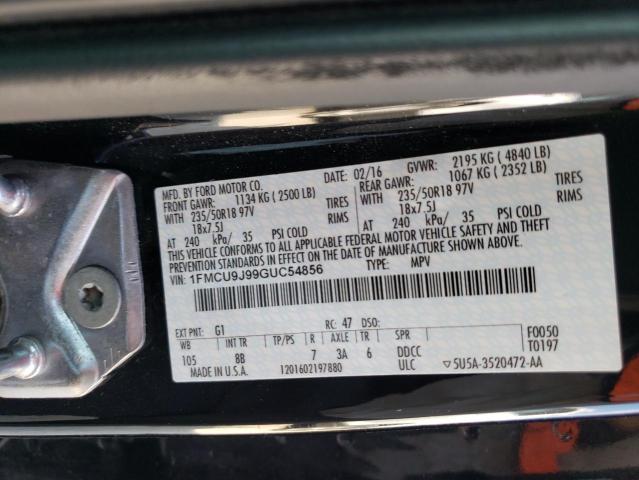 MFD. BY FORD MOTOR CO. DATE: 02/16 GVWR: 2195 KG ( 4840 LB)
FRONT GAWR: 1134 KG ( 2500 LB) REAR GAWR: 1067 KG ( 2352 LB)
WITH 235/50R18 97V TIRES WITH 235/50R18 97V TIRES
18x7.5J RIMS 18x7.5J RIMS
AT 240 kPa/ 35 PSI COLD AT 240 kPa/ 35 PSI COLD
THIS VEHICLE CONFORMS TO ALL APPLICABLE FEDERAL MOTOR VEHICLE SAFETY AND THEFT
PREVENTION STANDARDS IN EFFECT ON THE DATE OF MANUFACTURE SHOWN ABOVE.
VIN: 1FMCU9J99GUC54856 TYPE: MPV
EXT PNT: G1 RC: 47 DSO:
WB INT TR TP/PS R AXLE TR SPR F0050
105 8B 7 3A 6 DDCC T0197
MADE IN U.S.A. 1201602197880 ULC 5U5A-3520472-AA